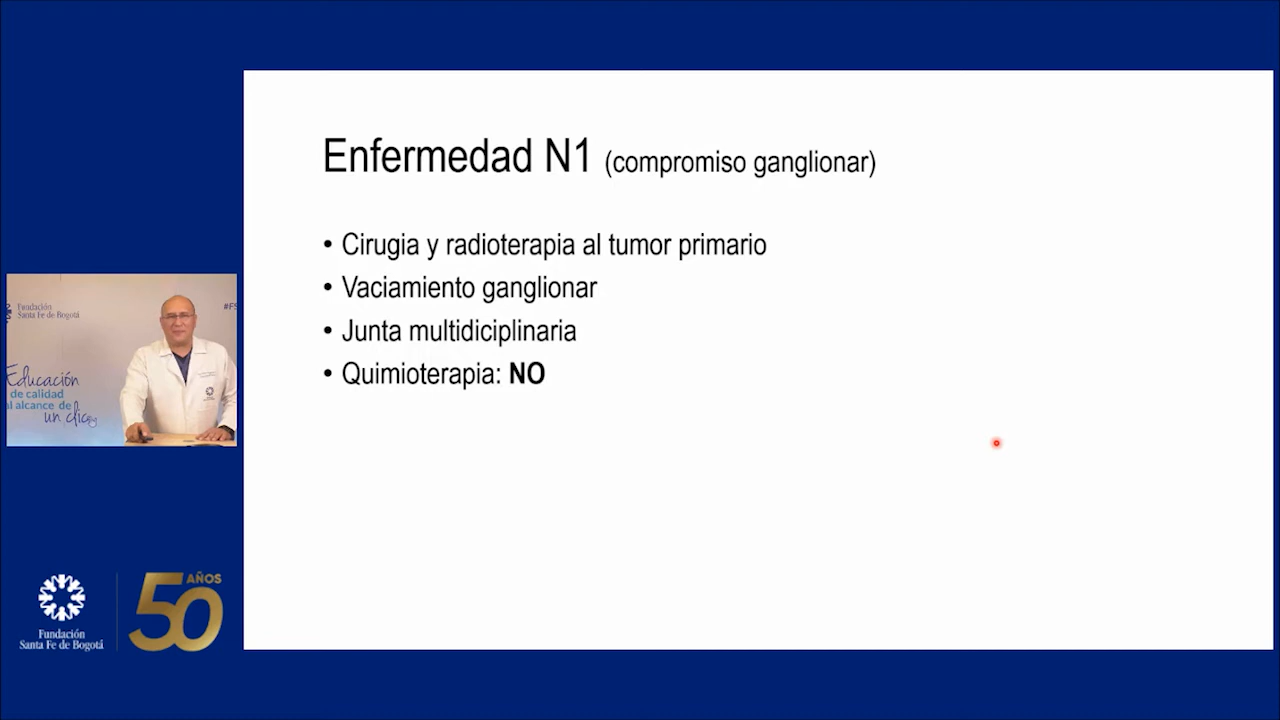 Enfermedad N1 (compromiso ganglionar)
• Cirugia y radioterapia al tumor primario
• Vaciamiento ganglionar
• Junta multidiciplinaria
• Quimioterapia: NO
Fundación
Santa Fe de Bogotá
#FS
Educación
de calidad
al alcance de
un clic
50 AÑOS
Fundación
Santa Fe de Bogotá